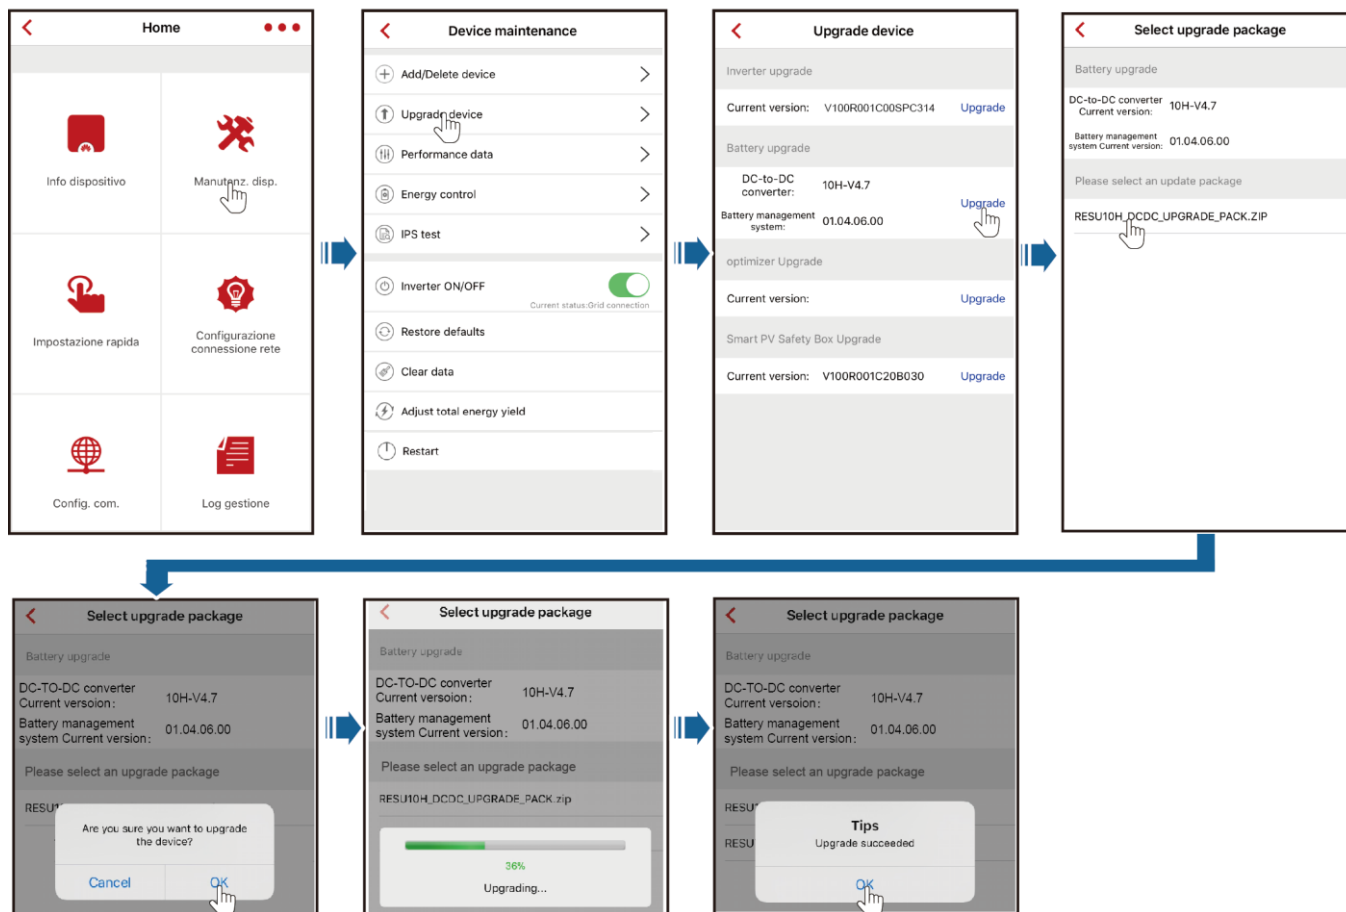 Home
Info dispositivo
Manutenz. disp.
Impostazione rapida
Configurazione
connessione rete
Config. com.
Log gestione
Device maintenance
Add/Delete device
Upgrade device
Performance data
Energy control
IPS test
Inverter ON/OFF
Current status:Grid connection
Restore defaults
Clear data
Adjust total energy yield
Restart
Upgrade device
Inverter upgrade
Current version: V100R001C00SPC314 Upgrade
Battery upgrade
DC-to-DC
converter: 10H-V4.7
Upgrade
Battery management
system: 01.04.06.00
optimizer Upgrade
Current version: Upgrade
Smart PV Safety Box Upgrade
Current version: V100R001C20B030 Upgrade
Select upgrade package
Battery upgrade
DC-to-DC converter
Current version: 10H-V4.7
Battery management
system Current version: 01.04.06.00
Please select an update package
RESU10H_DCDC_UPGRADE_PACK.ZIP
Select upgrade package
Battery upgrade
DC-TO-DC converter
Current versoion: 10H-V4.7
Battery management
system Current version: 01.04.06.00
Please select an upgrade package
RESU
Are you sure you want to upgrade
the device?
Cancel OK
Select upgrade package
Battery upgrade
DC-TO-DC converter
Current version: 10H-V4.7
Battery management
system Current version: 01.04.06.00
Please select an upgrade package
RESU10H_DCDC_UPGRADE_PACK.zip
36%
Upgrading...
Select upgrade package
Battery upgrade
DC-TO-DC converter
Current versoion: 10H-V4.7
Battery management
system Current version: 01.04.06.00
Please select an upgrade package
RESU
RESU
Tips
Upgrade succeeded
OK